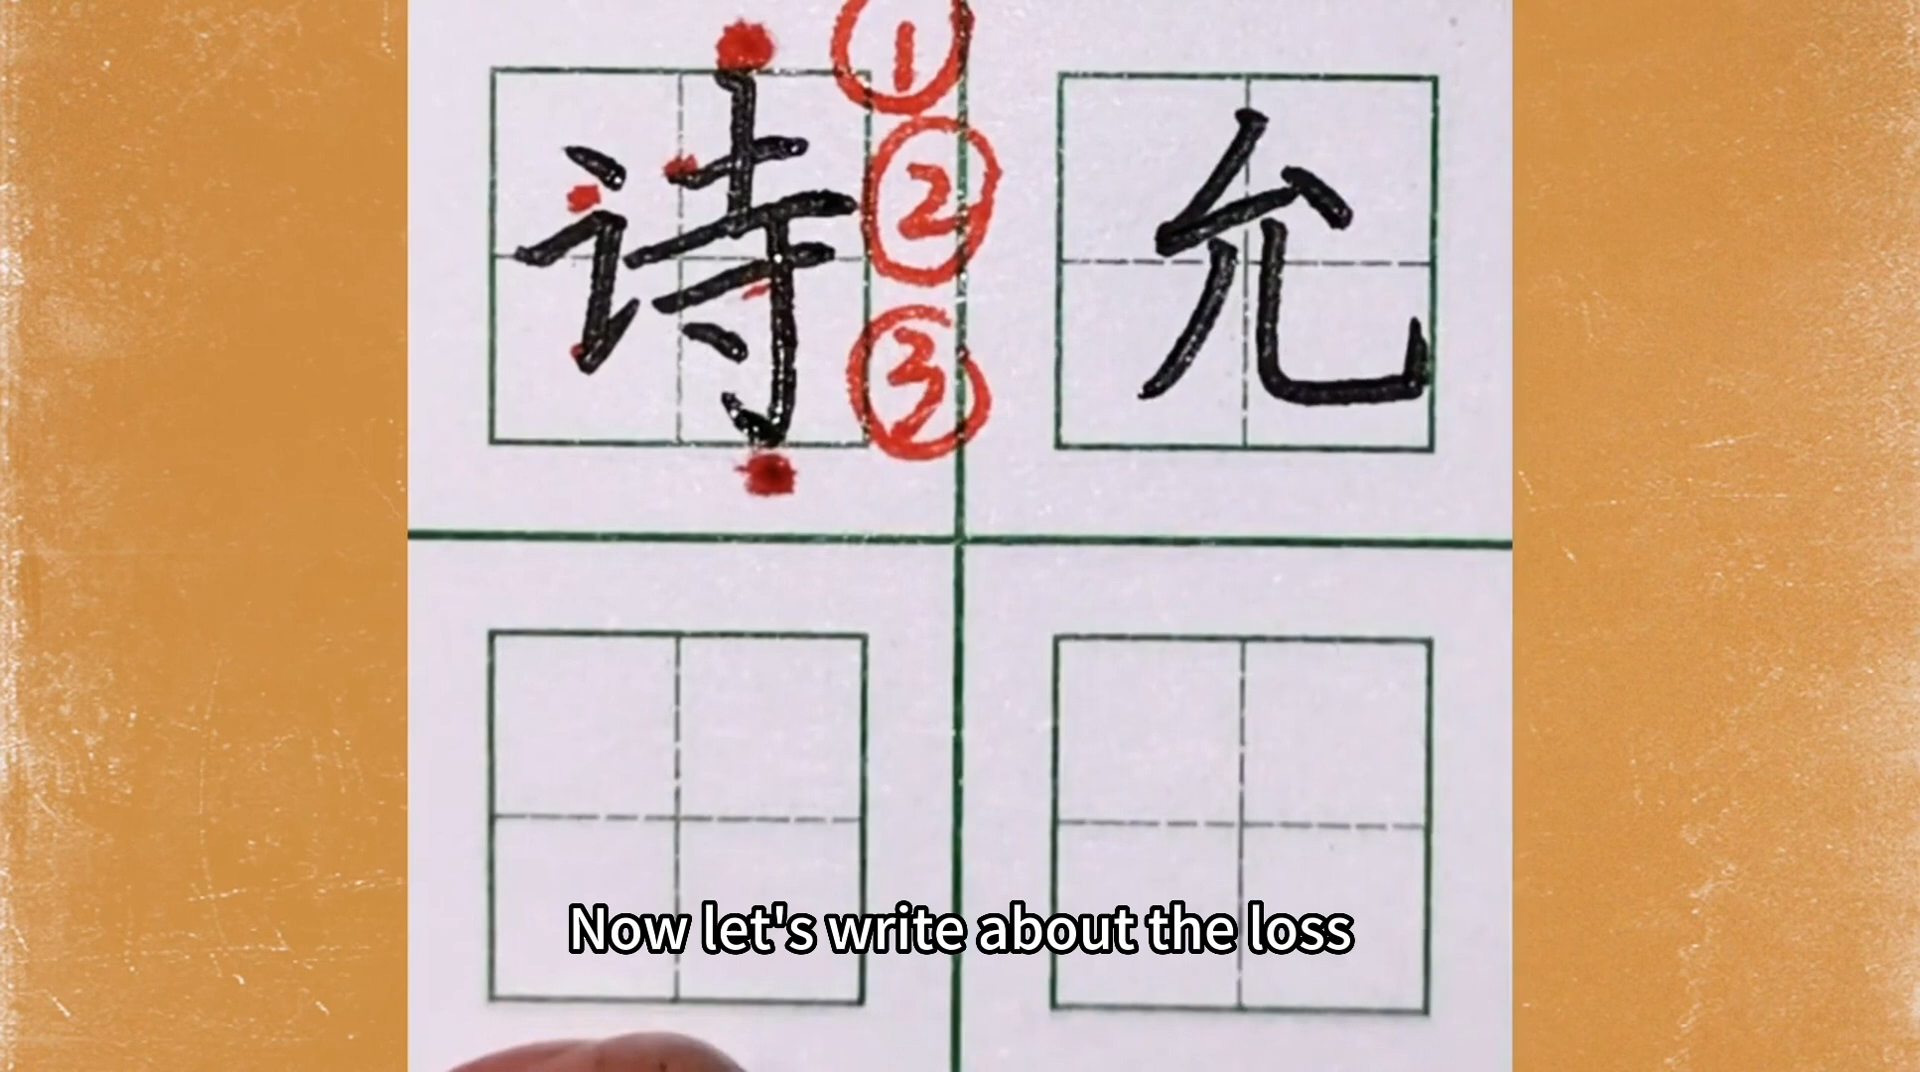 诗 ① 允
②
③
Now let's write about the loss